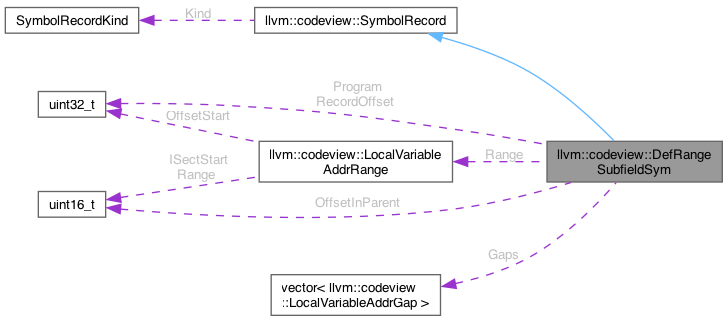 SymbolRecordKind
Kind
llvm::codeview::SymbolRecord
Program
RecordOffset
uint32_t
OffsetStart
ISectStart
Range
llvm::codeview::LocalVariable
AddrRange
Range
llvm::codeview::DefRange
SubfieldSym
uint16_t
OffsetInParent
Gaps
vector< llvm::codeview
::LocalVariableAddrGap >